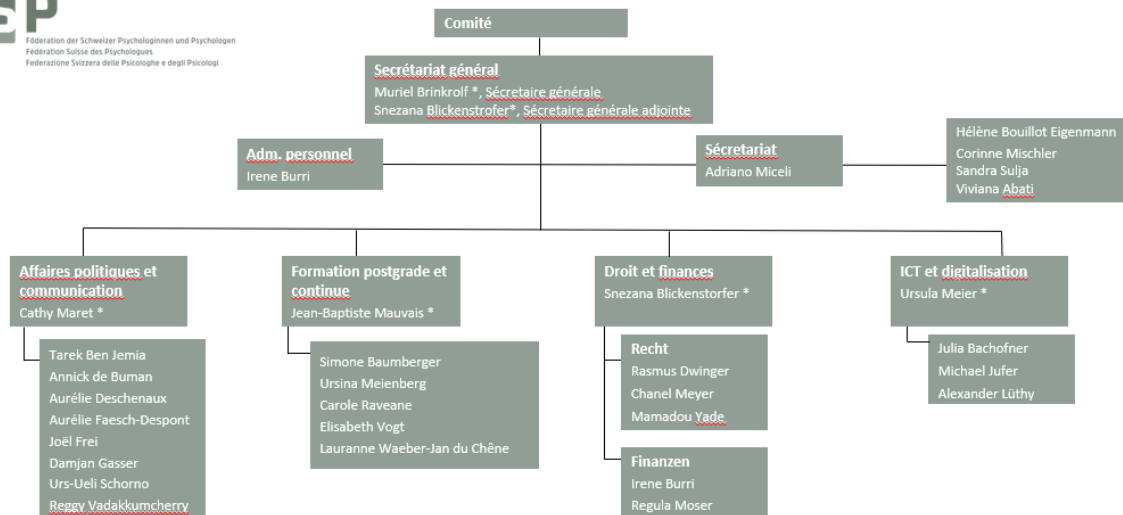 Föderation der Schweizer Psychologinnen und Psychologen
Fédération Suisse des Psychologues
Federazione Svizzera delle Psicologhe e degli Psicologi
Comité
Secrétariat général
Muriel Brinkrolf *, Sécretaire générale
Snezana Blickenstrofer*, Sécretaire générale adjointe
Adm. personnel
Irene Burri
Sécretariat
Adriano Miceli
Hélène Bouillot Eigenmann
Corinne Mischler
Sandra Sulja
Viviana Abati
Affaires politiques et
communication
Cathy Maret *
Tarek Ben Jemia
Annick de Buman
Aurélie Deschenaux
Aurélie Faesch-Despont
Joël Frei
Damjan Gasser
Urs-Ueli Schorno
Reggy Vadakkumcherry
Formation postgrade et
continue
Jean-Baptiste Mauvais *
Simone Baumberger
Ursina Meienberg
Carole Raveane
Elisabeth Vogt
Lauranne Waeber-Jan du Chêne
Droit et finances
Snezana Blickenstorfer *
Recht
Rasmus Dwinger
Chanel Meyer
Mamadou Yade
Finanzen
Irene Burri
Regula Moser
ICT et digitalisation
Ursula Meier *
Julia Bachofner
Michael Jufer
Alexander Lüthy